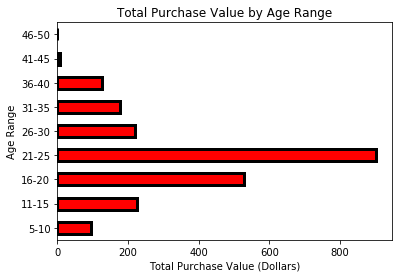 Total Purchase Value by Age Range
46-50
41-45
36-40
31-35
26-30
21-25
16-20
11-15
5-10
Age Range
0 200 400 600 800
Total Purchase Value (Dollars)